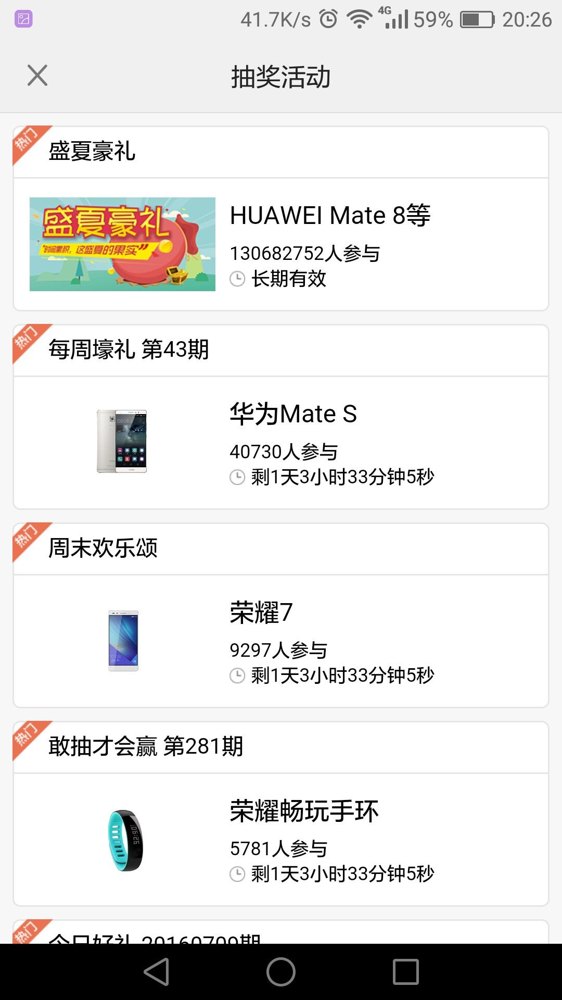 41.7K/s 4G 59% 20:26
抽奖活动
热门
盛夏豪礼
盛夏豪礼
"时间累积，这盛夏的果实"
HUAWEI Mate 8等
130682752人参与
长期有效
热门
每周壕礼 第43期
华为Mate S
40730人参与
剩1天3小时33分钟5秒
热门
周末欢乐颂
荣耀7
9297人参与
剩1天3小时33分钟5秒
热门
敢抽才会赢 第281期
荣耀畅玩手环
5781人参与
剩1天3小时33分钟5秒
热门
今日好礼 20160709期